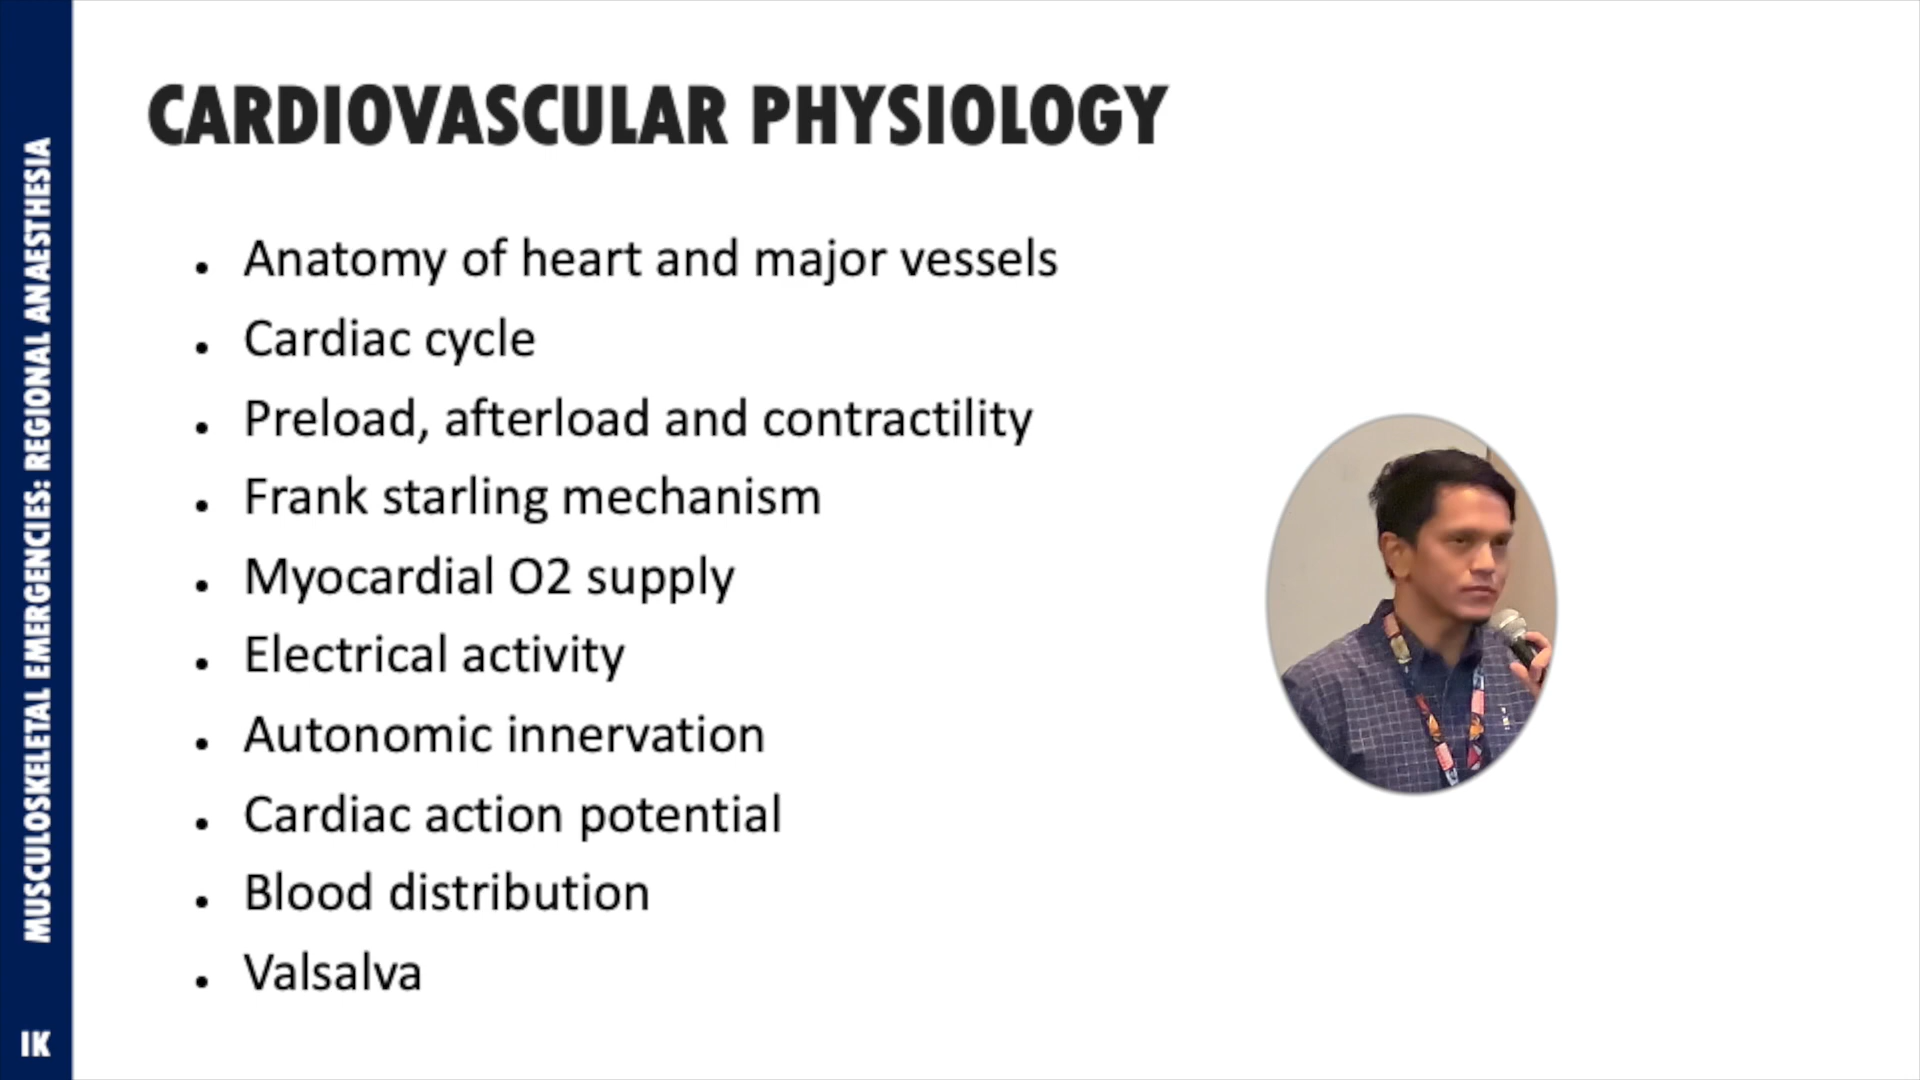 CARDIOVASCULAR PHYSIOLOGY
• Anatomy of heart and major vessels
• Cardiac cycle
• Preload, afterload and contractility
• Frank starling mechanism
• Myocardial O2 supply
• Electrical activity
• Autonomic innervation
• Cardiac action potential
• Blood distribution
• Valsalva
MUSCULOSKELETAL EMERGENCIES: REGIONAL ANAESTHESIA
IK